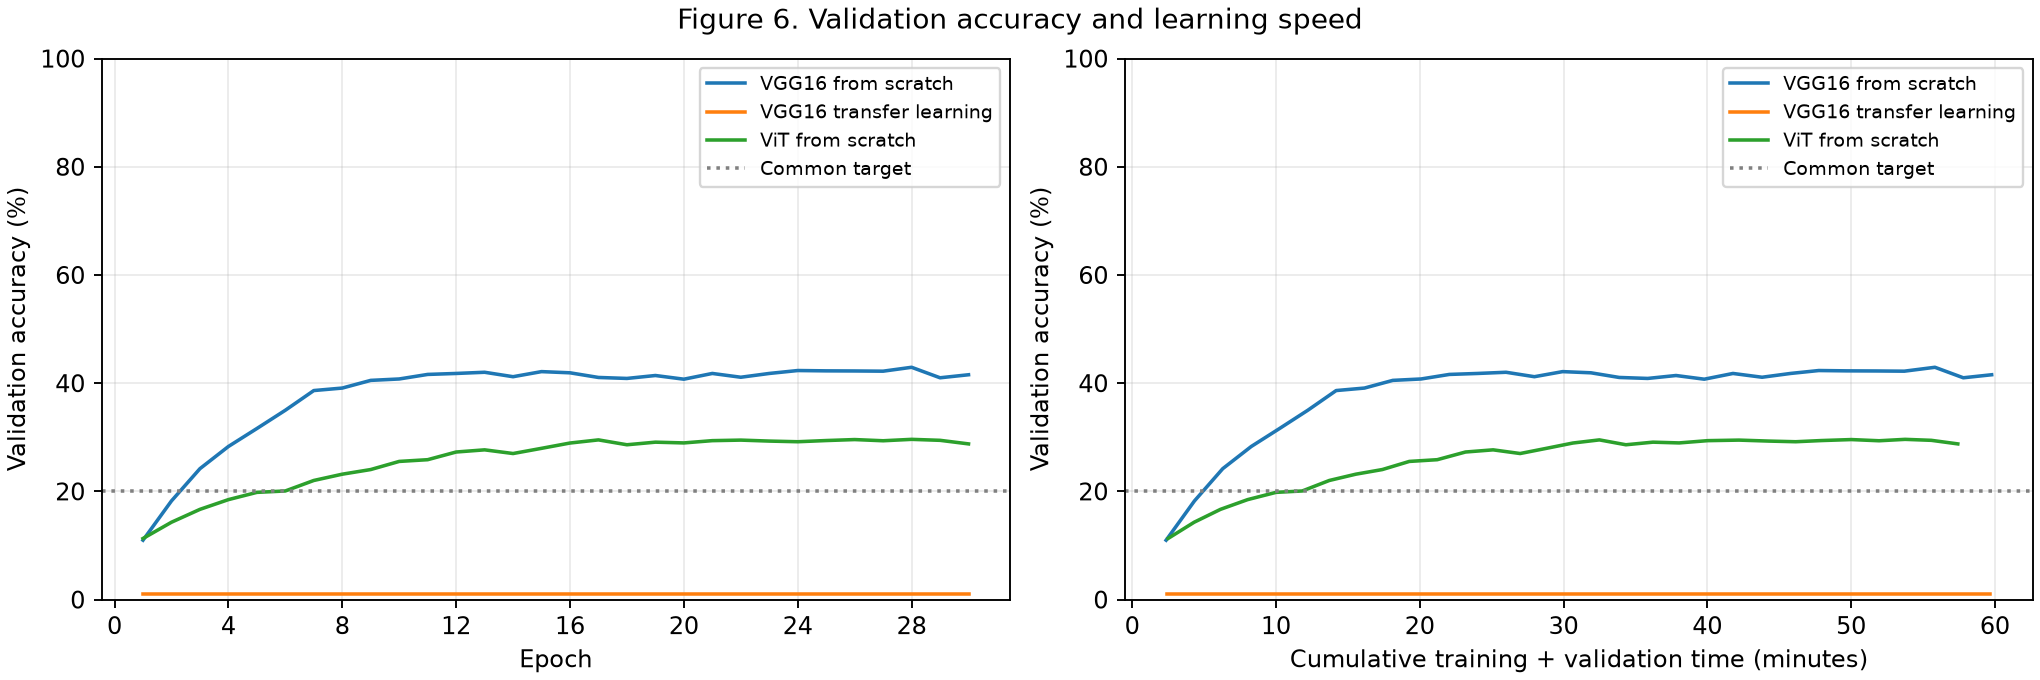 Figure 6. Validation accuracy and learning speed
Validation accuracy (%)
100
80
60
40
20
0
VGG16 from scratch
VGG16 transfer learning
ViT from scratch
Common target
0 4 8 12 16 20 24 28
Epoch
Validation accuracy (%)
100
80
60
40
20
0
VGG16 from scratch
VGG16 transfer learning
ViT from scratch
Common target
0 10 20 30 40 50 60
Cumulative training + validation time (minutes)